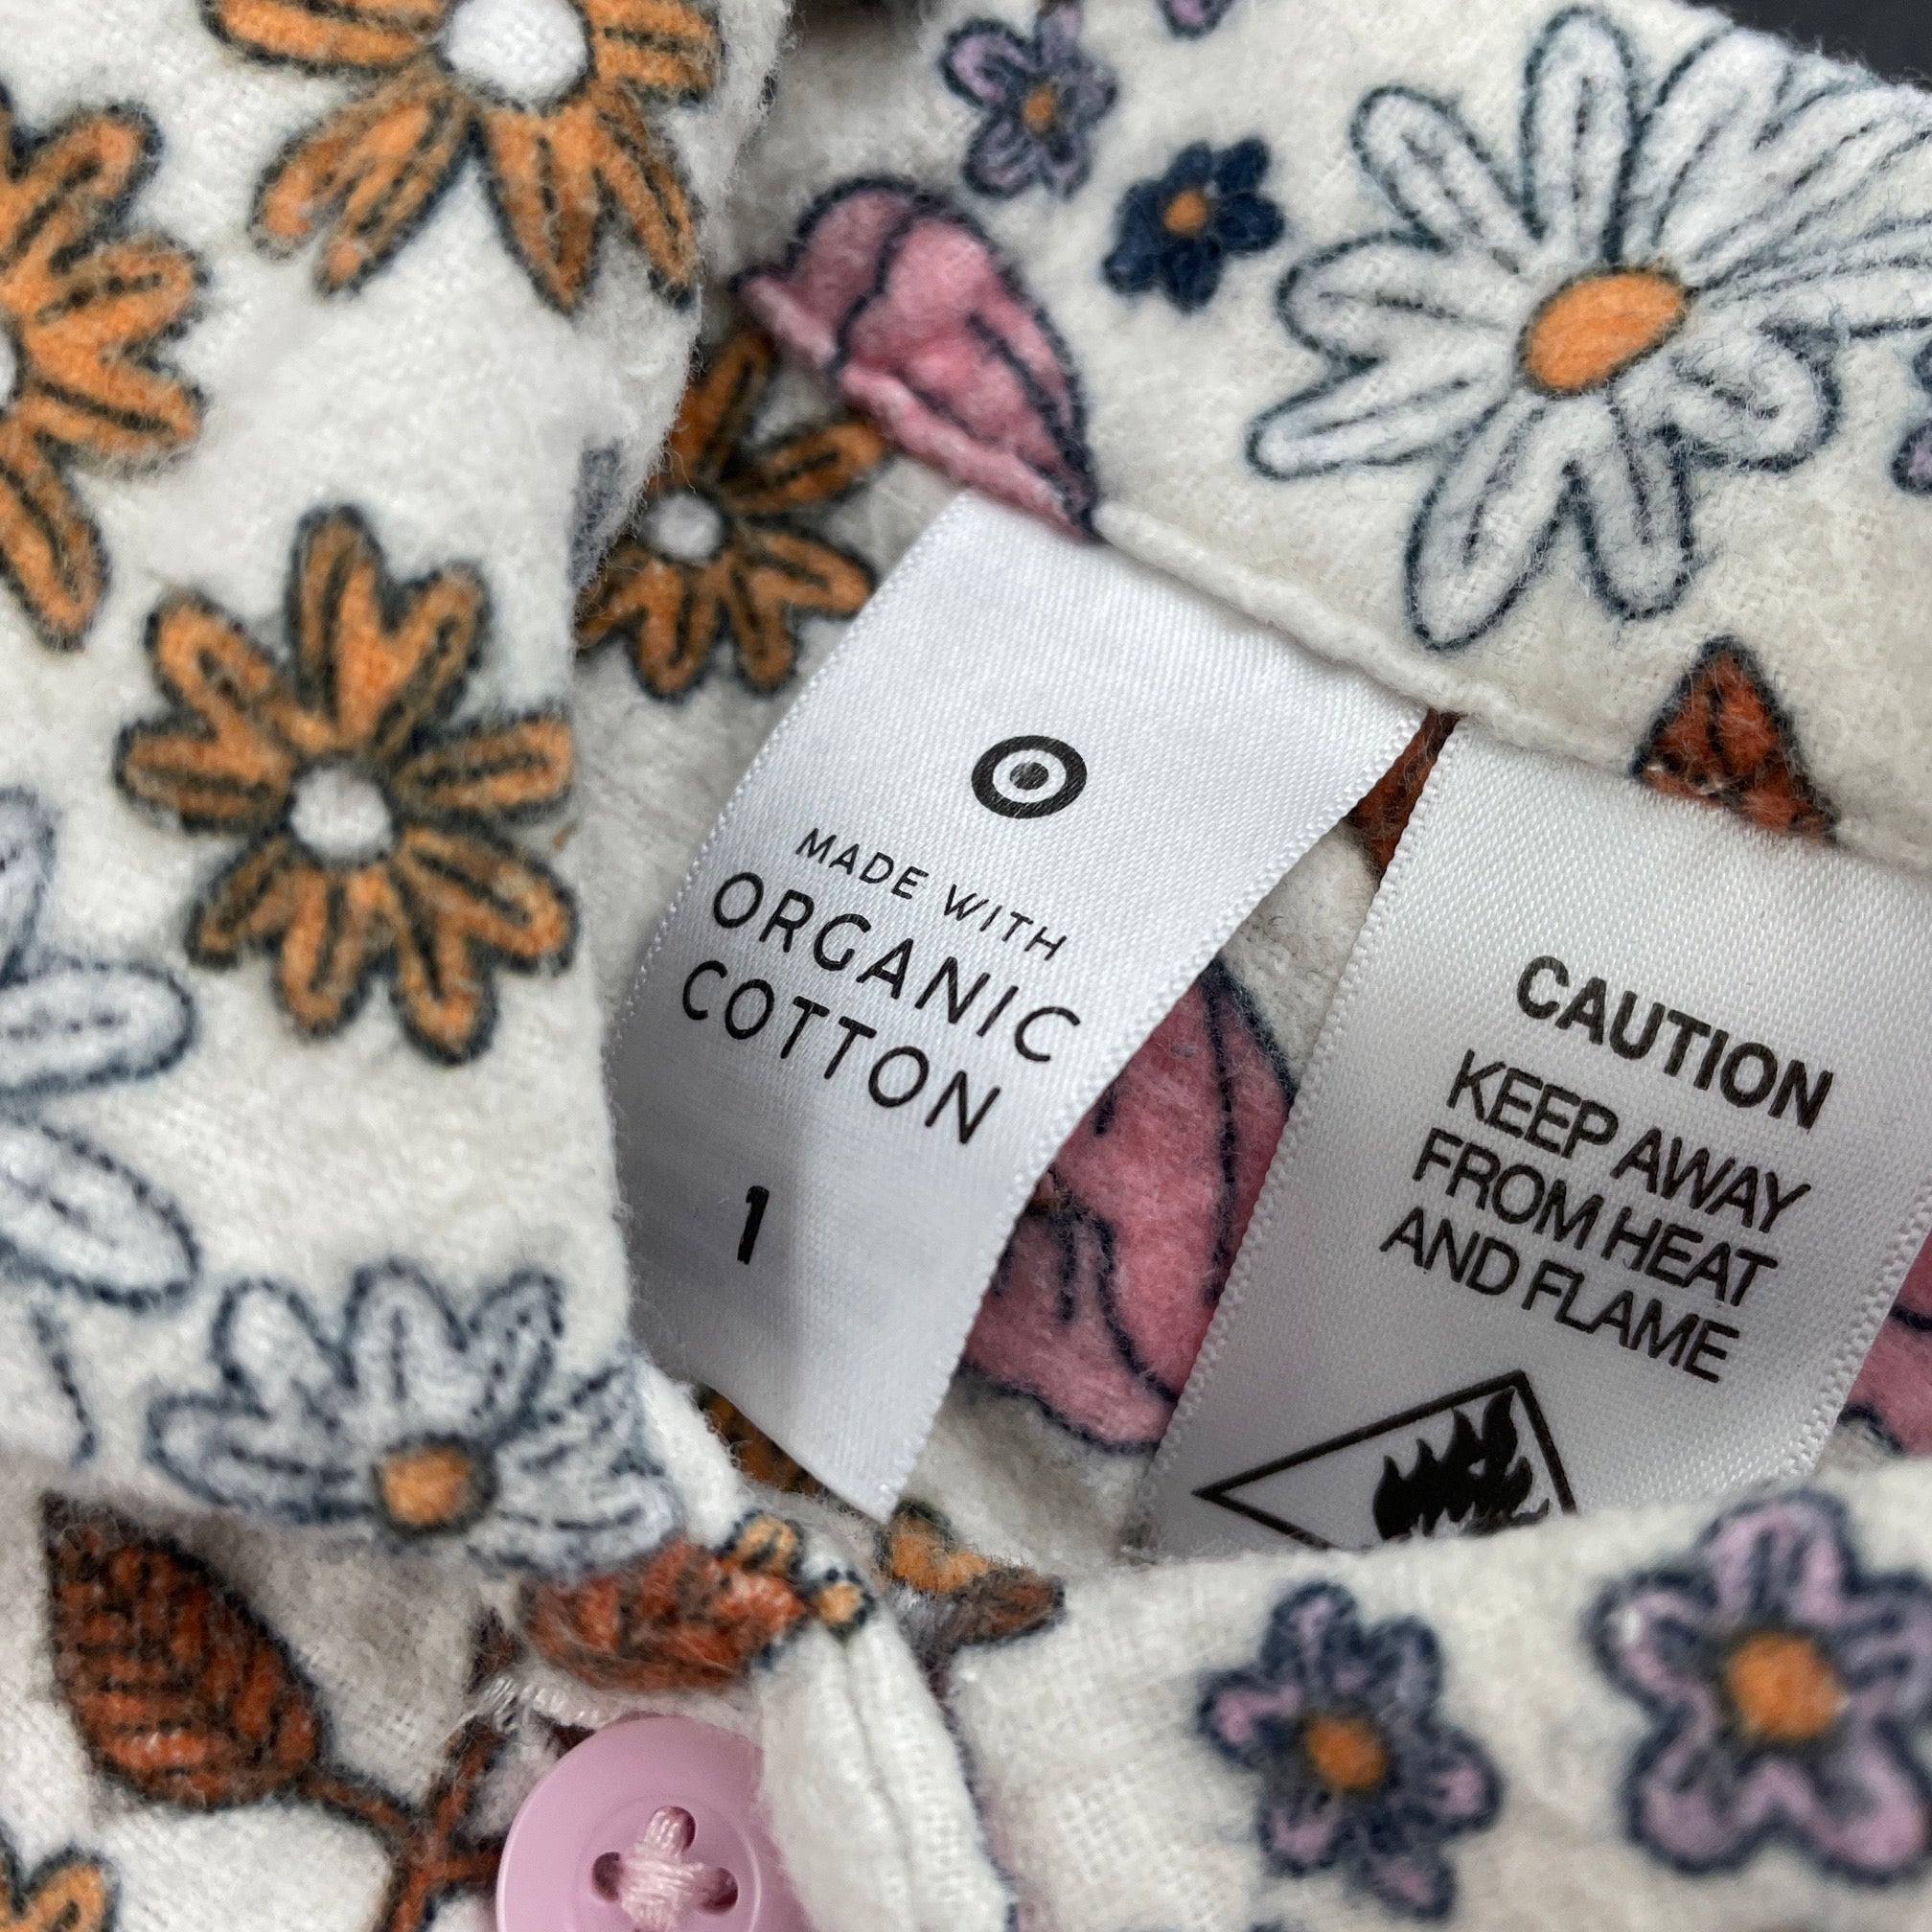 MADE WITH
ORGANIC
COTTON
1
CAUTION
KEEP AWAY
FROM HEAT
AND FLAME